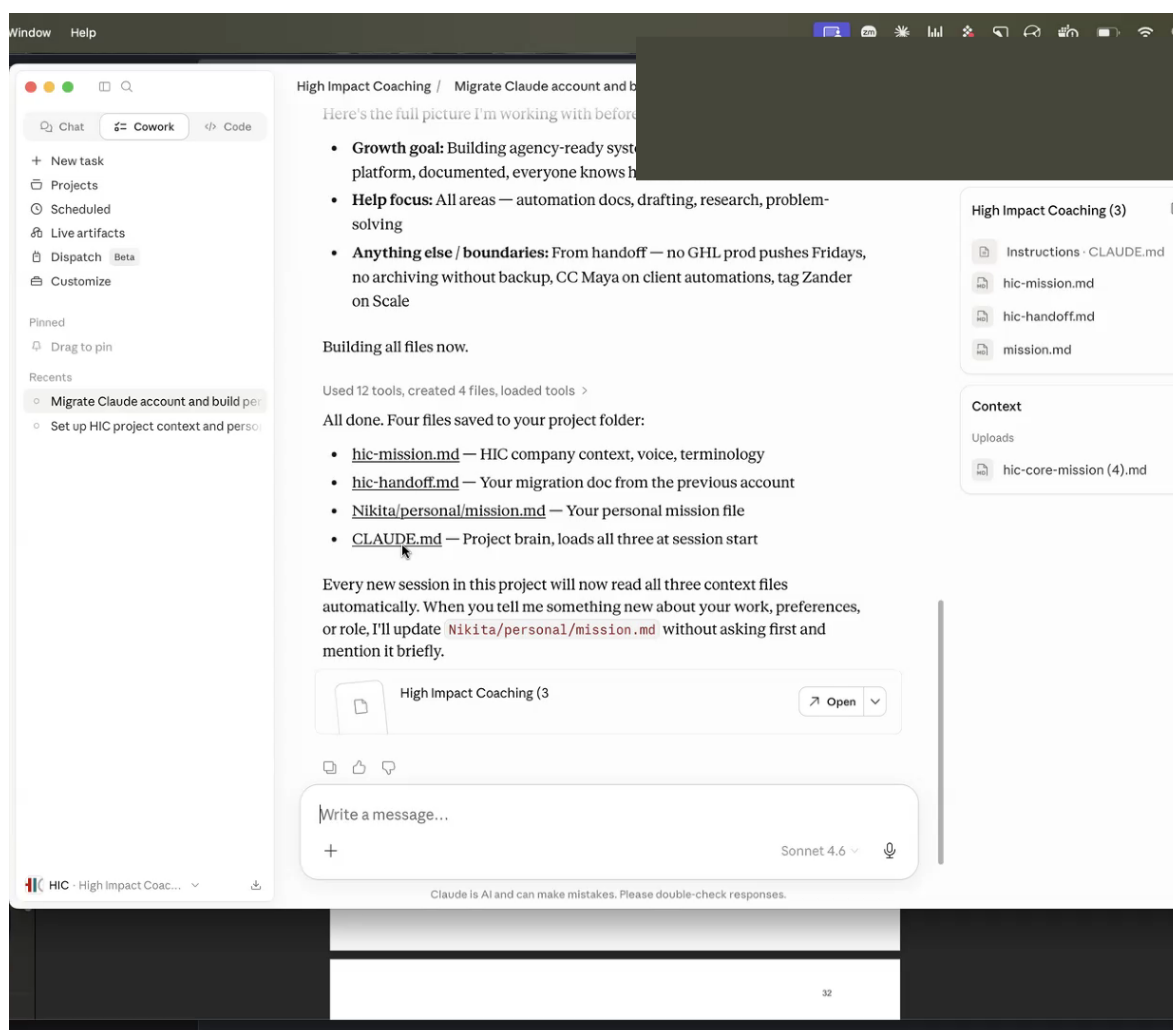 Window Help
zm
Chat Cowork Code
New task
Projects
Scheduled
Live artifacts
Dispatch Beta
Customize
Pinned
Drag to pin
Recents
Migrate Claude account and build per
Set up HIC project context and perso
HIC · High Impact Coac...
High Impact Coaching / Migrate Claude account and b
Here's the full picture I'm working with before
• Growth goal: Building agency-ready syst
platform, documented, everyone knows h
• Help focus: All areas — automation docs, drafting, research, problem-
solving
• Anything else / boundaries: From handoff — no GHL prod pushes Fridays,
no archiving without backup, CC Maya on client automations, tag Zander
on Scale
Building all files now.
Used 12 tools, created 4 files, loaded tools >
All done. Four files saved to your project folder:
• hic-mission.md — HIC company context, voice, terminology
• hic-handoff.md — Your migration doc from the previous account
• Nikita/personal/mission.md — Your personal mission file
• CLAUDE.md — Project brain, loads all three at session start
Every new session in this project will now read all three context files
automatically. When you tell me something new about your work, preferences,
or role, I'll update Nikita/personal/mission.md without asking first and
mention it briefly.
High Impact Coaching (3
Open
Write a message...
Sonnet 4.6
Claude is AI and can make mistakes. Please double-check responses.
High Impact Coaching (3)
Instructions · CLAUDE.md
hic-mission.md
hic-handoff.md
mission.md
Context
Uploads
hic-core-mission (4).md
32